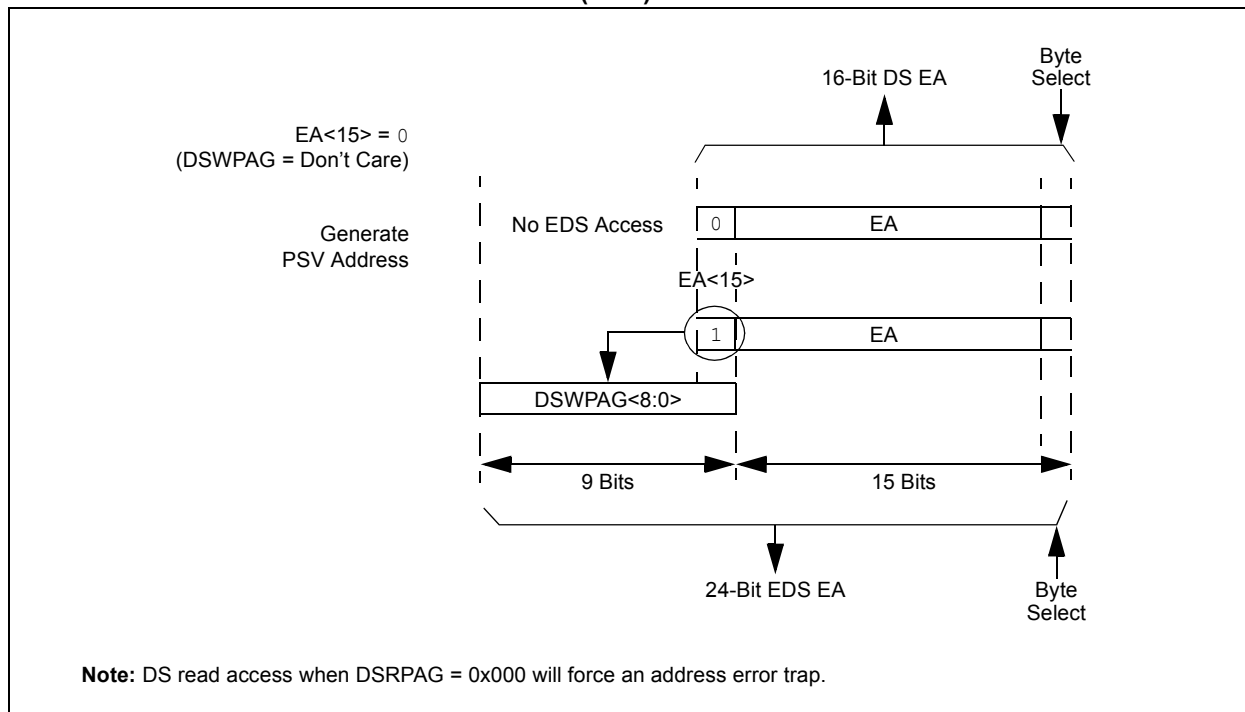 16-Bit DS EA
Byte
Select
EA<15> = 0
(DSWPAG = Don't Care)
No EDS Access
0
EA
Generate
PSV Address
EA<15>
1
EA
DSWPAG<8:0>
9 Bits
15 Bits
24-Bit EDS EA
Byte
Select
Note: DS read access when DSRPAG = 0x000 will force an address error trap.